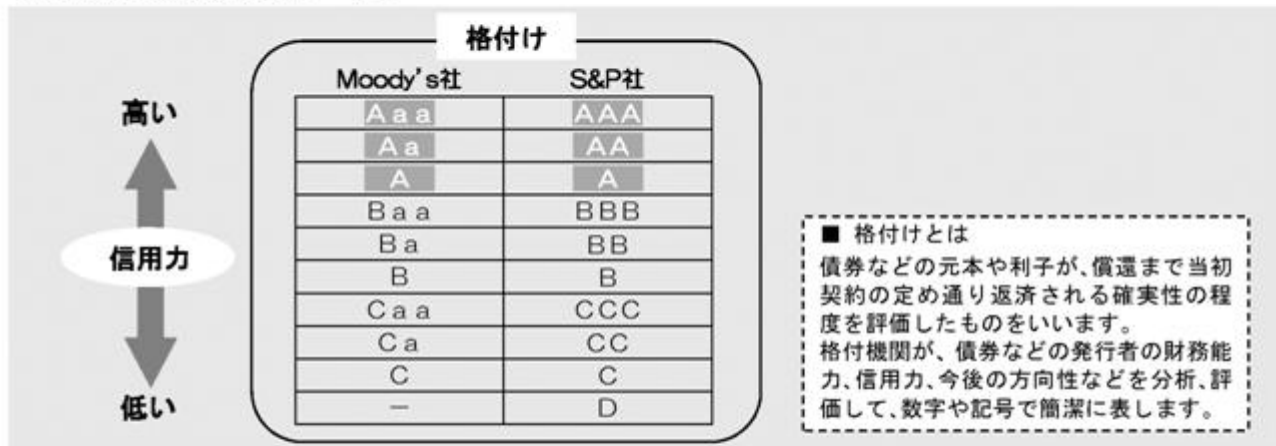 格付け
Moody's社 S&P社
高い
Aaa AAA
Aa AA
A A
Baa BBB
Ba BB
信用力
B B
Caa CCC
Ca CC
C C
低い
― D
■ 格付けとは
債券などの元本や利子が、償還まで当初
契約の定め通り返済される確実性の程
度を評価したものをいいます。
格付機関が、債券などの発行者の財務能
力、信用力、今後の方向性などを分析、評
価して、数字や記号で簡潔に表します。